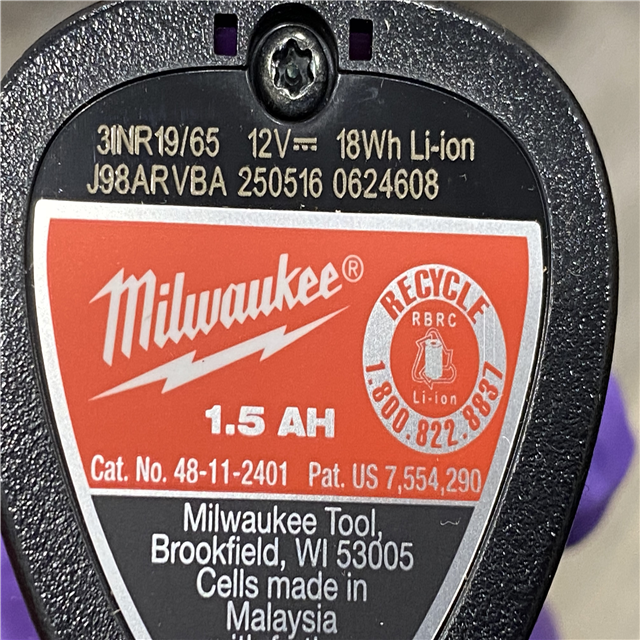 3INR19/65 12V⎓ 18Wh Li-ion
J98ARVBA 250516 0624608
Milwaukee®
RECYCLE
RBRC
Li-ion
1.800.822.8837
1.5 AH
Cat. No. 48-11-2401 Pat. US 7,554,290
Milwaukee Tool,
Brookfield, WI 53005
Cells made in
Malaysia